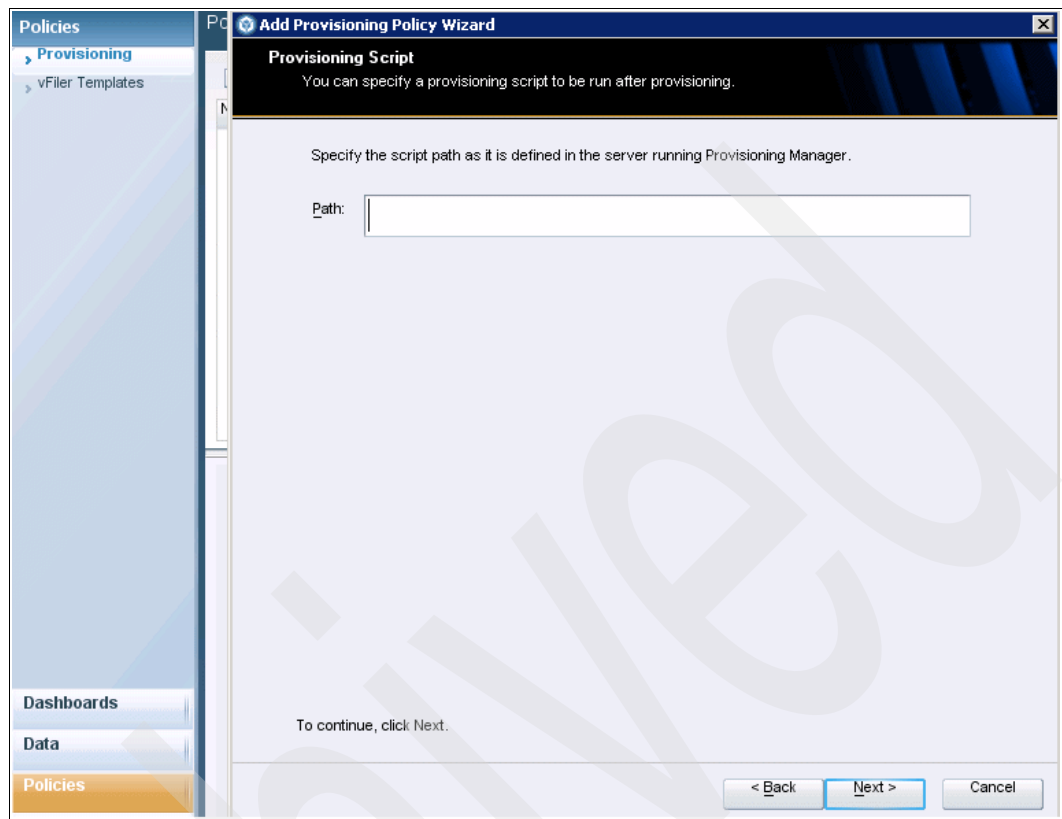 Policies
Provisioning
vFiler Templates
Dashboards
Data
Policies
Add Provisioning Policy Wizard
Provisioning Script
You can specify a provisioning script to be run after provisioning.
Specify the script path as it is defined in the server running Provisioning Manager.
Path:
To continue, click Next.
< Back
Next >
Cancel